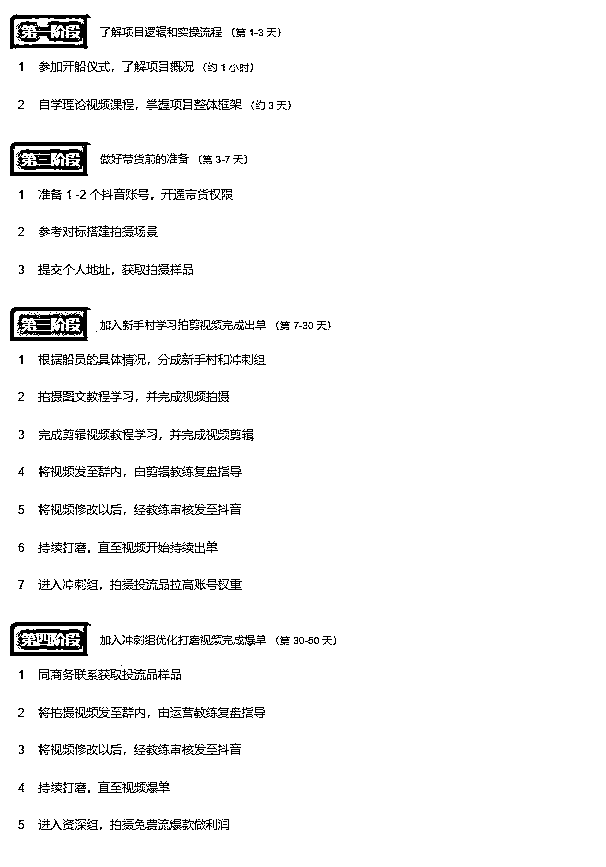 第一阶段 了解项目逻辑和实操流程（第 1-3 天）
1 参加开船仪式，了解项目概况（约 1 小时）
2 自学理论视频课程，掌握项目整体框架（约 3 天）
第二阶段 做好带货前的准备（第 3-7 天）
1 准备 1 -2 个抖音账号，开通带货权限
2 参考对标搭建拍摄场景
3 提交个人地址，获取拍摄样品
第三阶段 加入新手村学习拍剪视频完成出单（第 7-30 天）
1 根据船员的具体情况，分成新手村和冲刺组
2 拍摄图文教程学习，并完成视频拍摄
3 完成剪辑视频教程学习，并完成视频剪辑
4 将视频发至群内，由剪辑教练复盘指导
5 将视频修改以后，经教练审核发至抖音
6 持续打磨，直至视频开始持续出单
7 进入冲刺组，拍摄投流品拉高账号权重
第四阶段 加入冲刺组优化打磨视频完成爆单（第 30-50 天）
1 同商务联系获取投流品样品
2 将拍摄视频发至群内，由运营教练复盘指导
3 将视频修改以后，经教练审核发至抖音
4 持续打磨，直至视频爆单
5 进入资深组，拍摄免费流爆款做利润